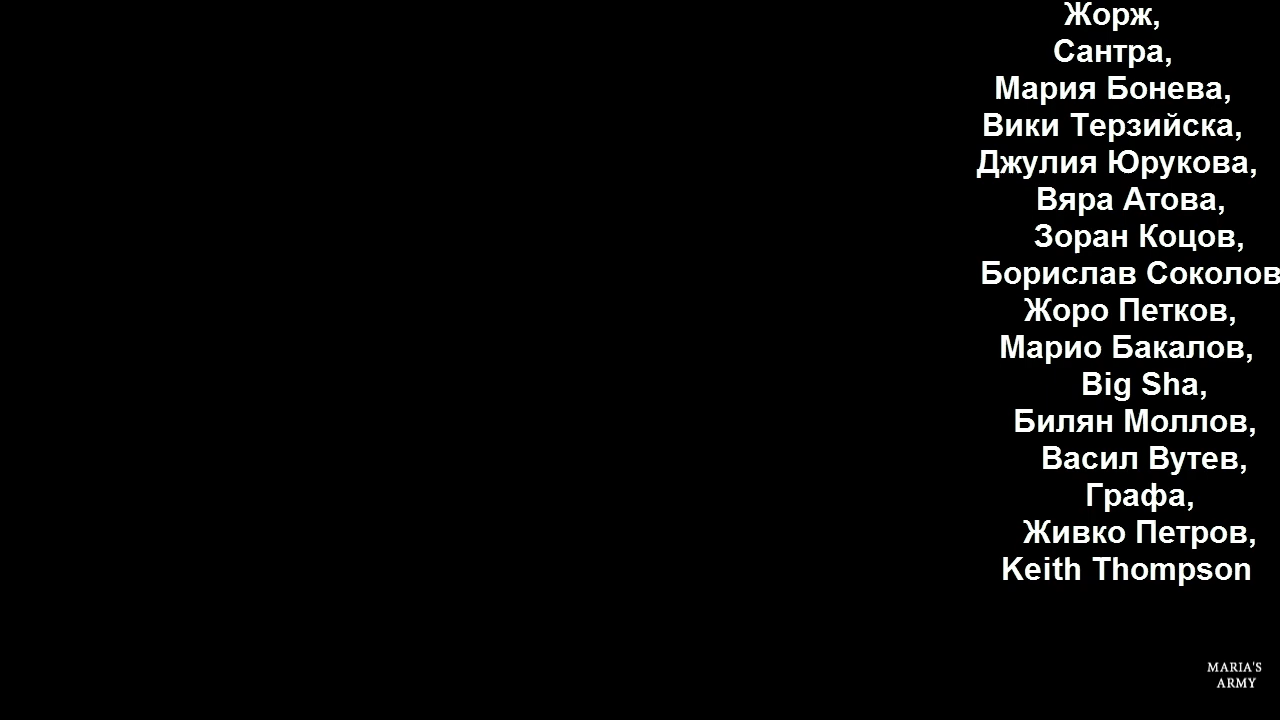 Жорж,
Сантра,
Мария Бонева,
Вики Терзийска,
Джулия Юрукова,
Вяра Атова,
Зоран Коцов,
Борислав Соколов
Жоро Петков,
Марио Бакалов,
Big Sha,
Билян Моллов,
Васил Вутев,
Графа,
Живко Петров,
Keith Thompson
MARIA'S
ARMY